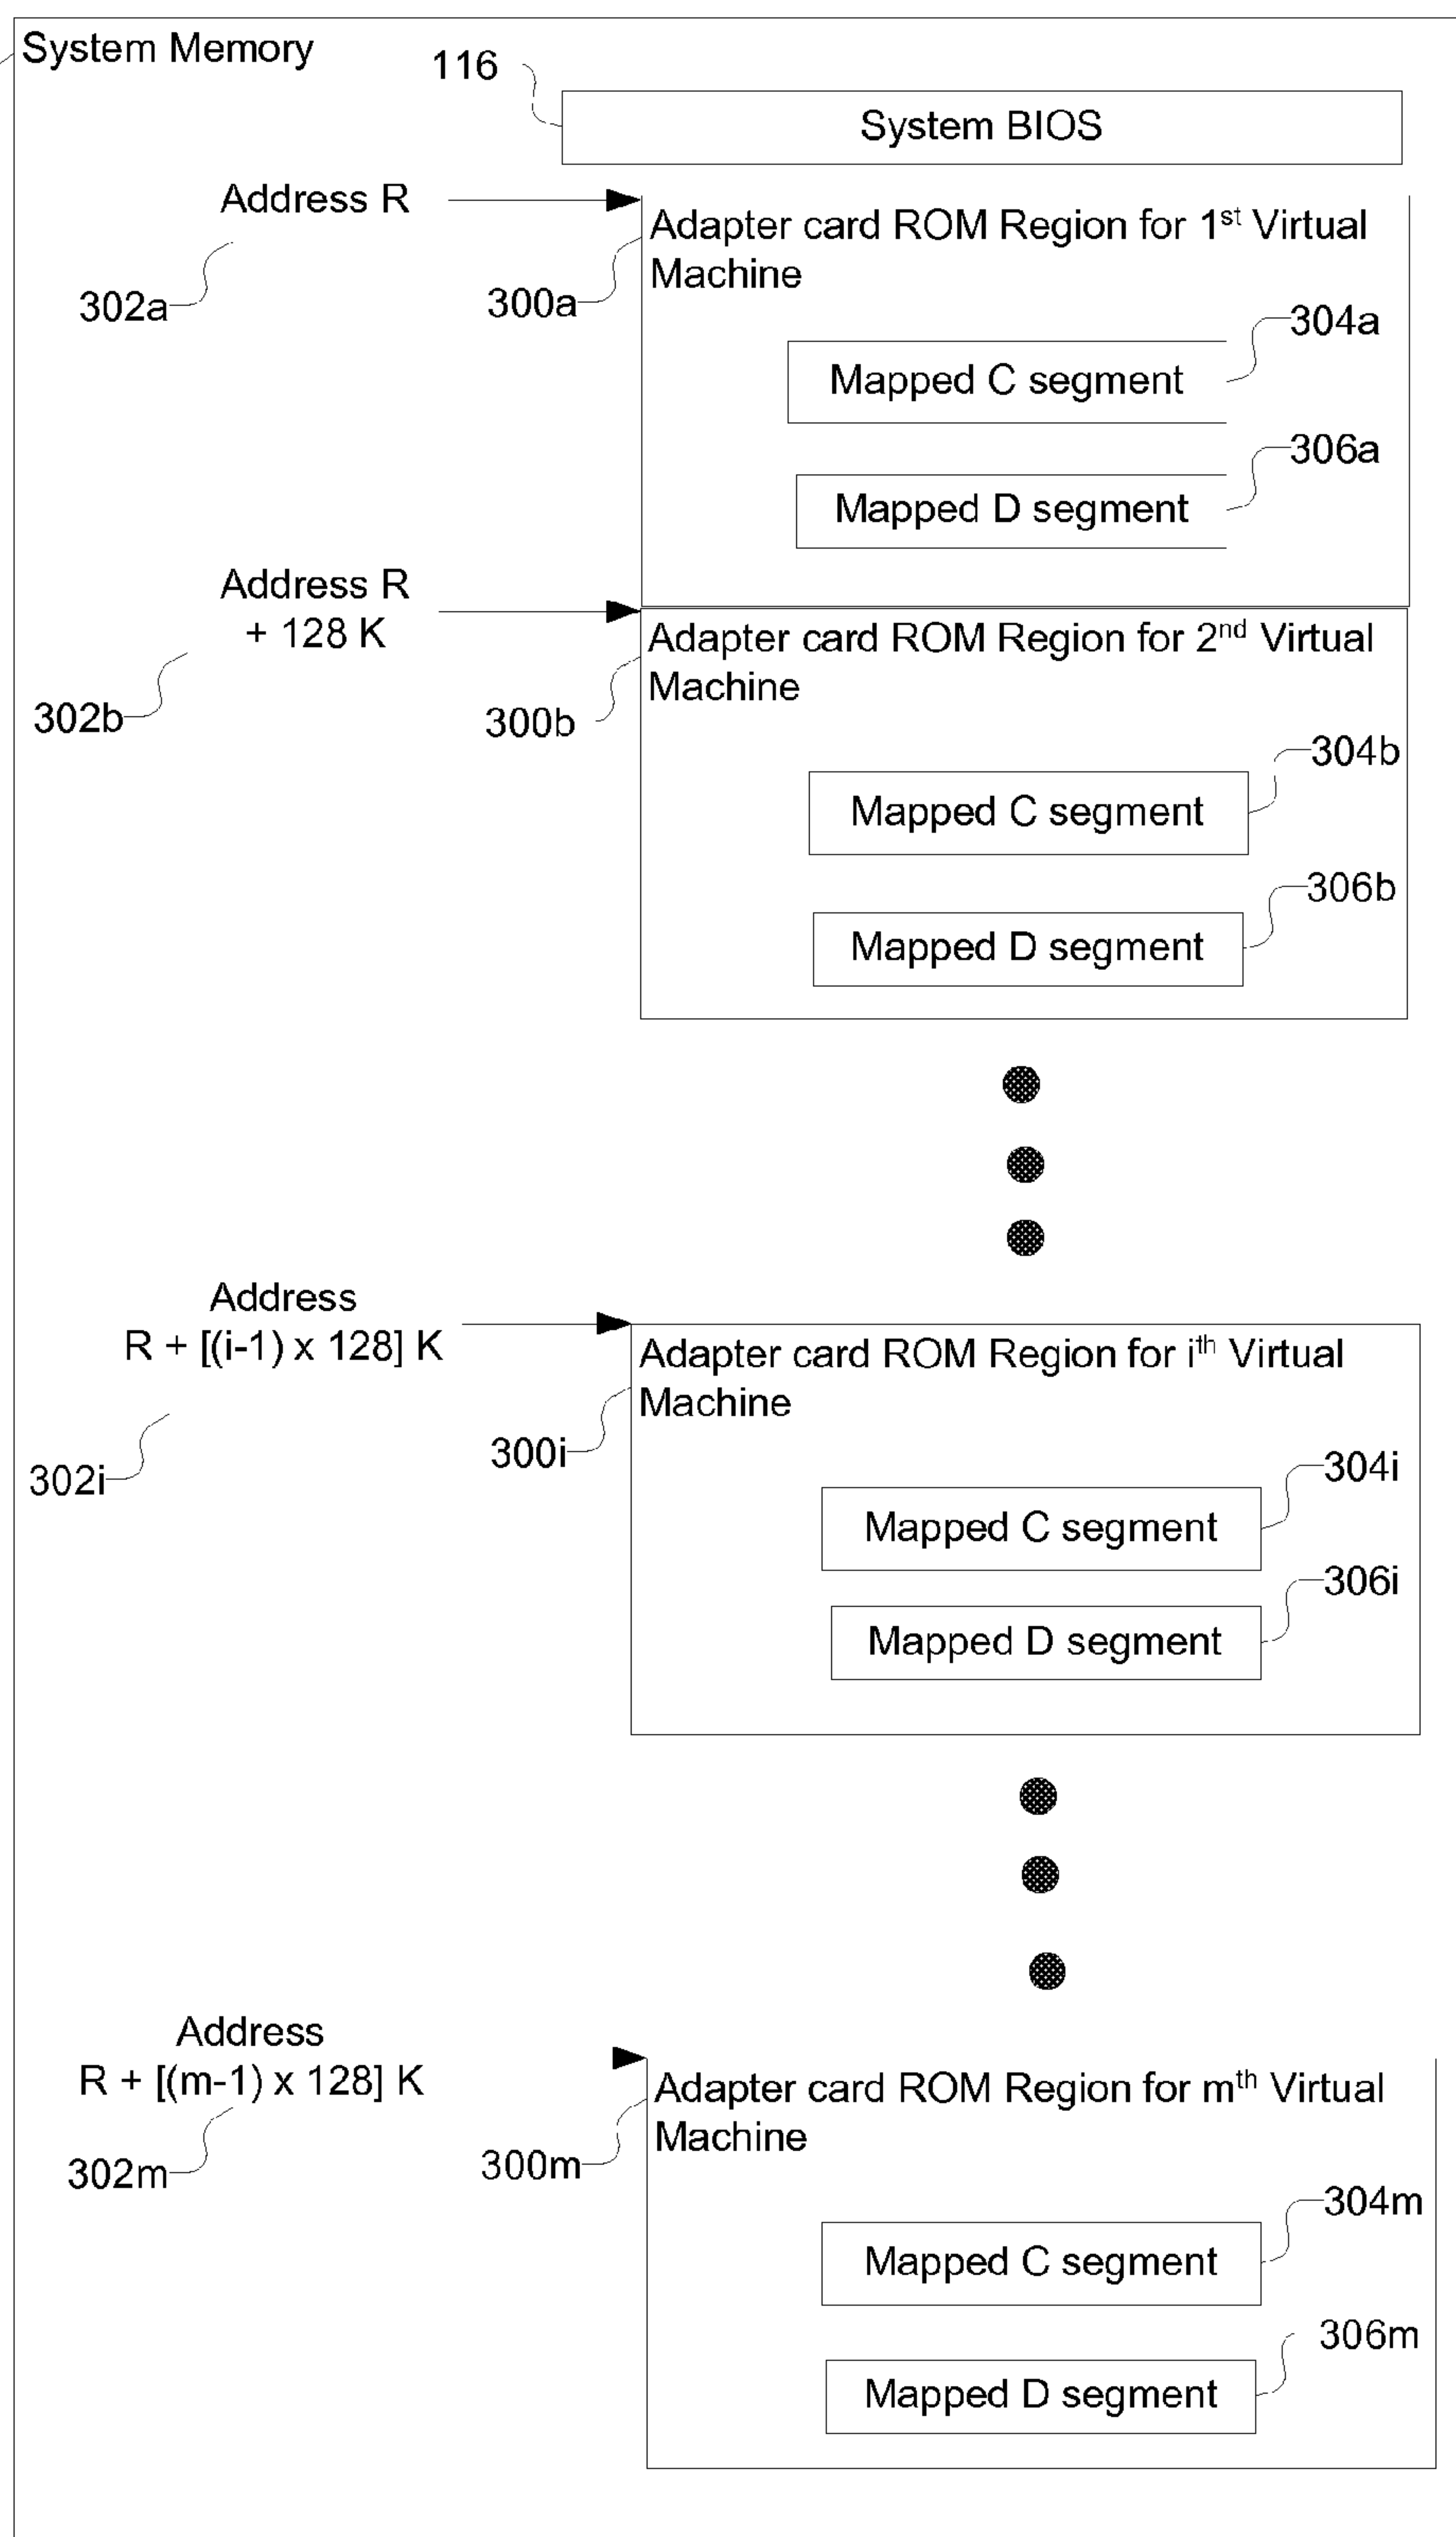 System Memory
116
System BIOS
Address R
302a
300a
Adapter card ROM Region for 1st Virtual
Machine
304a
Mapped C segment
306a
Mapped D segment
Address R
+ 128 K
302b
300b
Adapter card ROM Region for 2nd Virtual
Machine
304b
Mapped C segment
306b
Mapped D segment
Address
R + [(i-1) x 128] K
302i
300i
Adapter card ROM Region for ith Virtual
Machine
304i
Mapped C segment
306i
Mapped D segment
Address
R + [(m-1) x 128] K
302m
300m
Adapter card ROM Region for mth Virtual
Machine
304m
Mapped C segment
306m
Mapped D segment